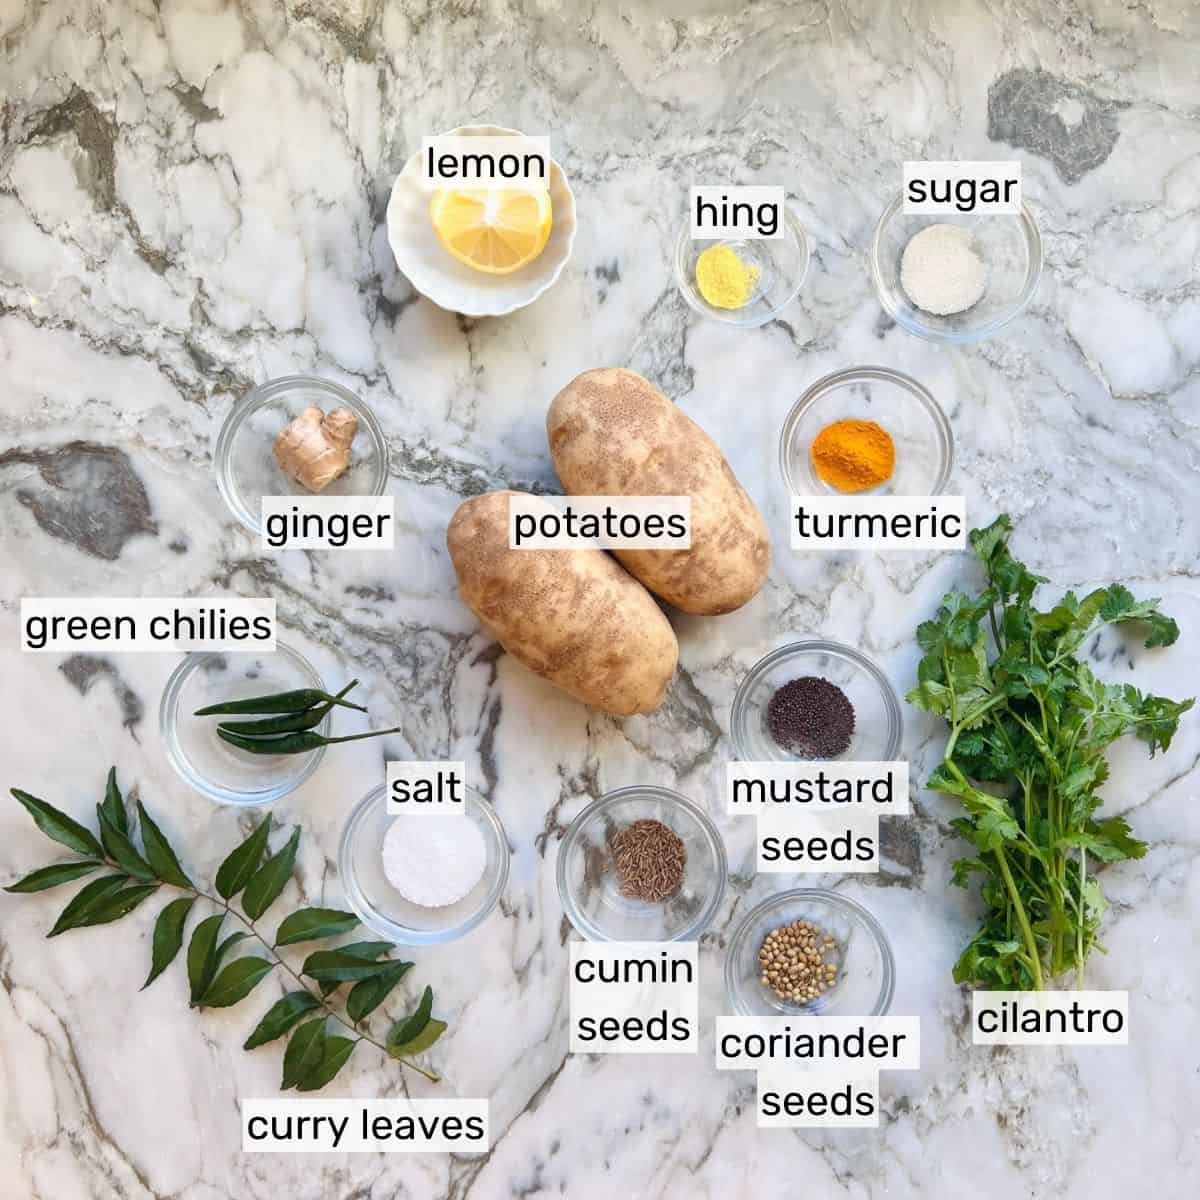 lemon
hing
sugar
ginger
potatoes
turmeric
green chilies
salt
mustard
seeds
cumin
seeds
coriander
seeds
cilantro
curry leaves